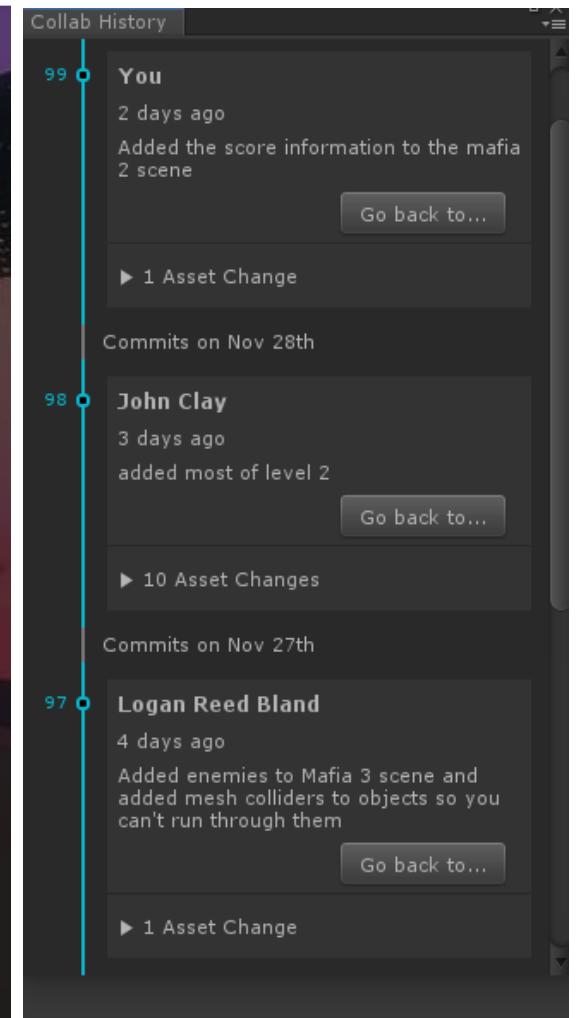 Collab History
99
You
2 days ago
Added the score information to the mafia
2 scene
Go back to...
▶ 1 Asset Change
Commits on Nov 28th
98
John Clay
3 days ago
added most of level 2
Go back to...
▶ 10 Asset Changes
Commits on Nov 27th
97
Logan Reed Bland
4 days ago
Added enemies to Mafia 3 scene and
added mesh colliders to objects so you
can't run through them
Go back to...
▶ 1 Asset Change